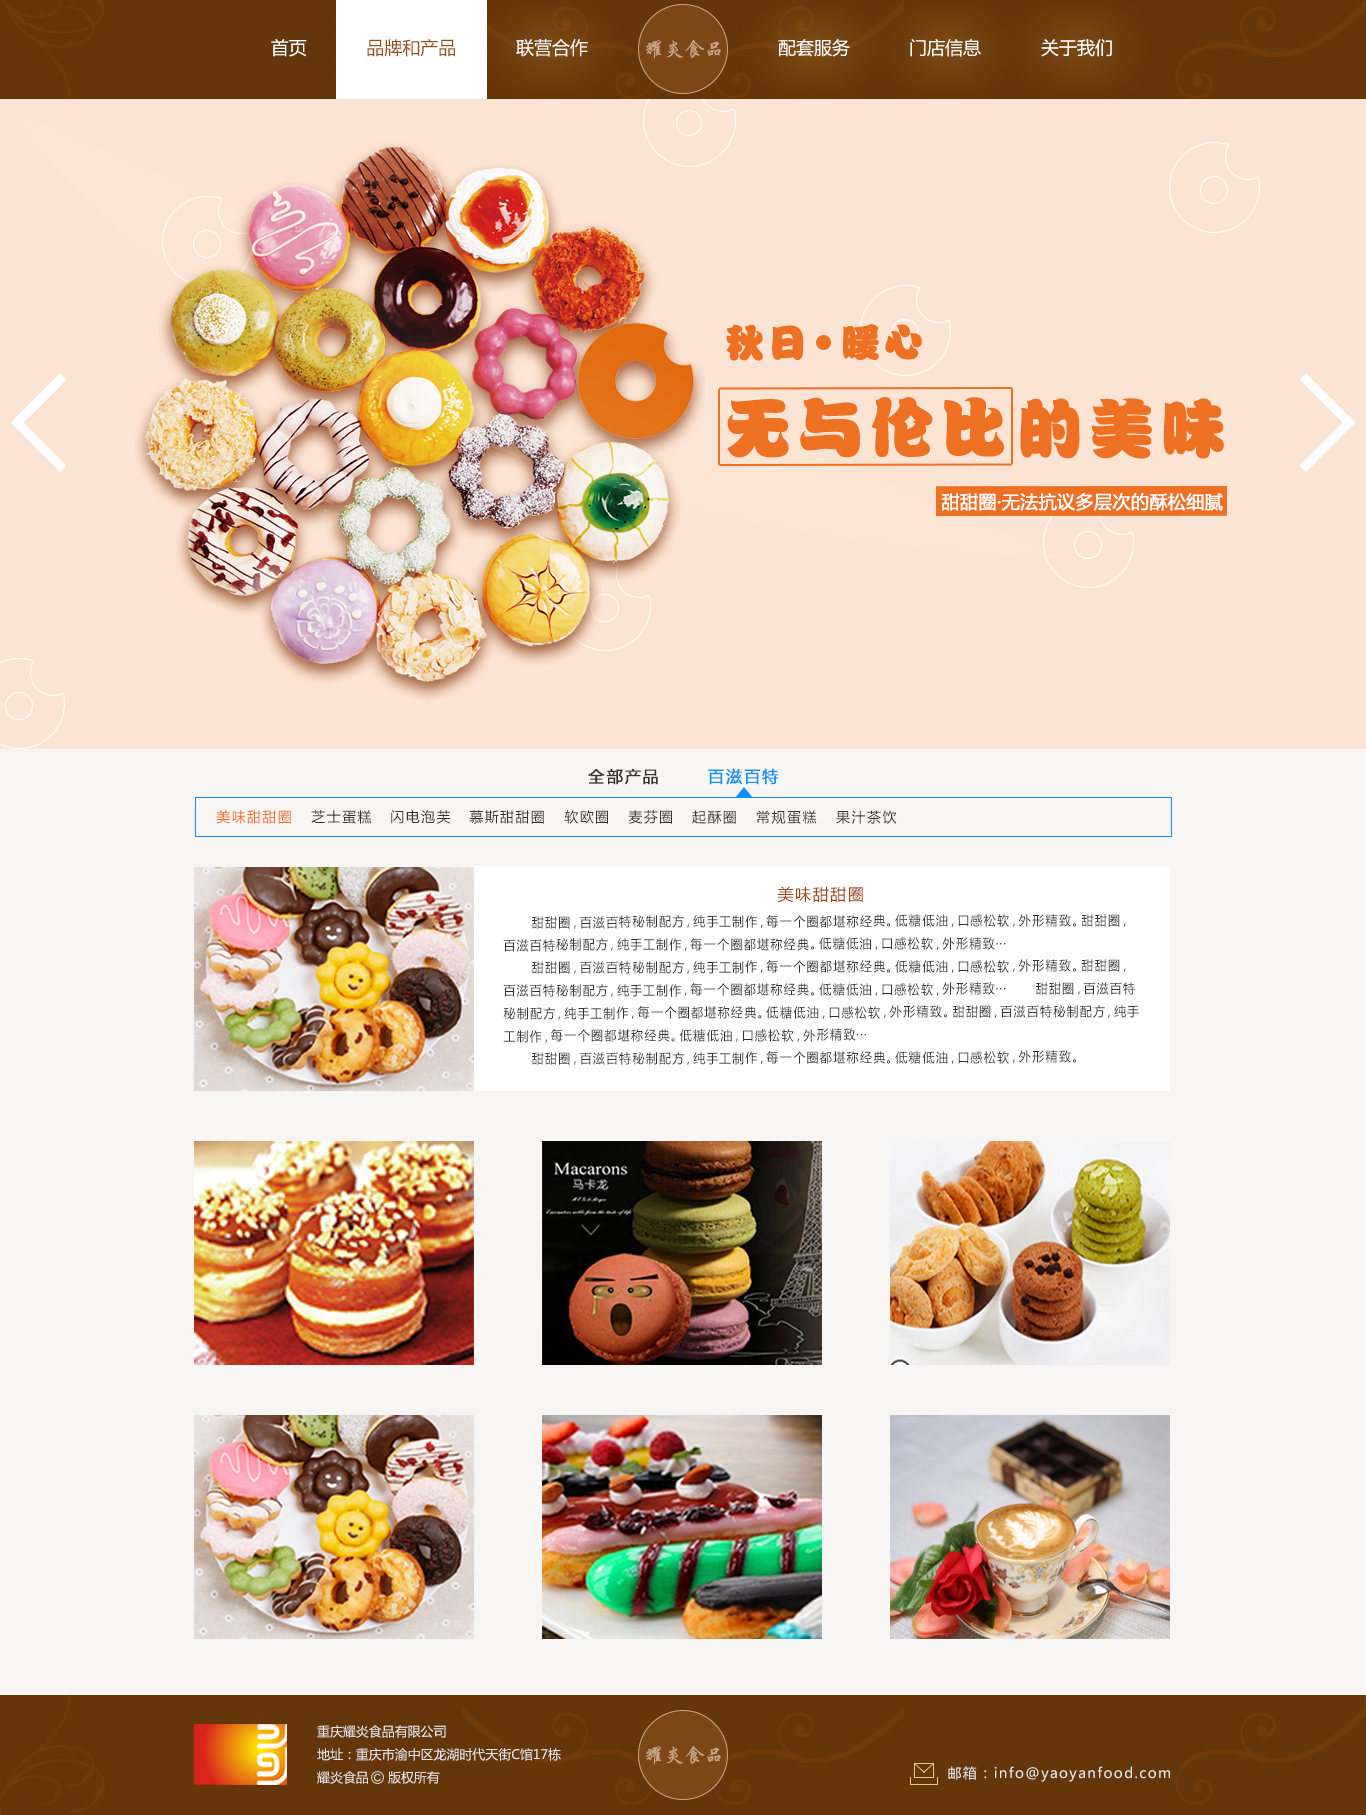 首页
品牌和产品
联营合作
耀炎食品
配套服务
门店信息
关于我们
秋日·暖心
无与伦比的美味
甜甜圈·无法抗议多层次的酥松细腻
全部产品
百滋百特
美味甜甜圈 芝士蛋糕 闪电泡芙 慕斯甜甜圈 软欧圈 麦芬圈 起酥圈 常规蛋糕 果汁茶饮
美味甜甜圈
甜甜圈,百滋百特秘制配方,纯手工制作,每一个圈都堪称经典。低糖低油,口感松软,外形精致。甜甜圈,
百滋百特秘制配方,纯手工制作,每一个圈都堪称经典。低糖低油,口感松软,外形精致…
甜甜圈,百滋百特秘制配方,纯手工制作,每一个圈都堪称经典。低糖低油,口感松软,外形精致。甜甜圈,
百滋百特秘制配方,纯手工制作,每一个圈都堪称经典。低糖低油,口感松软,外形精致… 甜甜圈,百滋百特
秘制配方,纯手工制作,每一个圈都堪称经典。低糖低油,口感松软,外形精致。甜甜圈,百滋百特秘制配方,纯手
工制作,每一个圈都堪称经典。低糖低油,口感松软,外形精致…
甜甜圈,百滋百特秘制配方,纯手工制作,每一个圈都堪称经典。低糖低油,口感松软,外形精致。
Macarons
马卡龙
重庆耀炎食品有限公司
地址：重庆市渝中区龙湖时代天街C馆17栋
耀炎食品© 版权所有
耀炎食品
邮箱：info@yaoyanfood.com